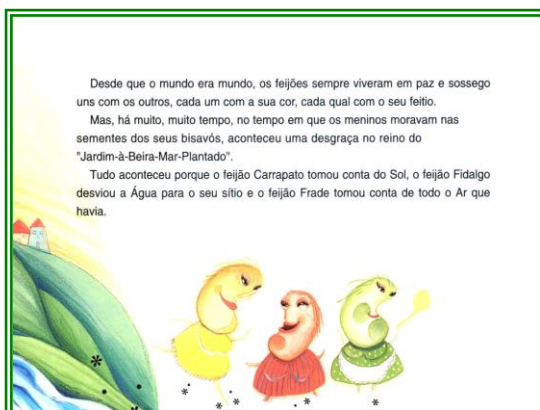 Desde que o mundo era mundo, os feijões sempre viveram em paz e sossego
uns com os outros, cada um com a sua cor, cada qual com o seu feitio.
Mas, há muito, muito tempo, no tempo em que os meninos moravam nas
sementes dos seus bisavós, aconteceu uma desgraça no reino do
"Jardim-à-Beira-Mar-Plantado".
Tudo aconteceu porque o feijão Carrapato tomou conta do Sol, o feijão Fidalgo
desviou a Água para o seu sítio e o feijão Frade tomou conta de todo o Ar que
havia.